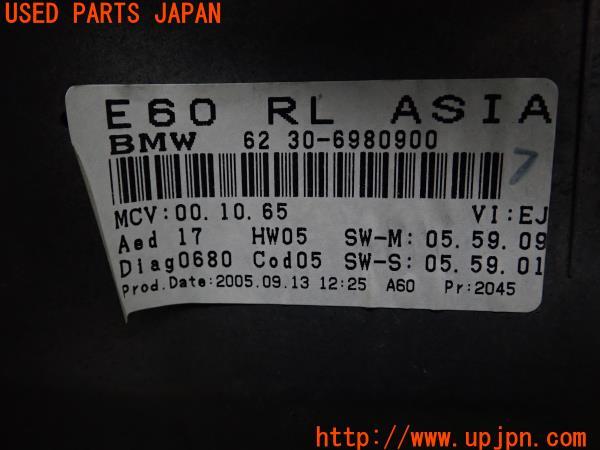 USED PARTS JAPAN
E60 RL ASIA
BMW 62 30-6980900
7
MCV:00.10.65 VI:EJ
Aed 17 HW05 SW-M:05.59.09
Diag0680 Cod05 SW-S:05.59.01
Prod.Date:2005.09.13 12:25 A60 Pr:2045
UPJ
http://www.upjpn.com/